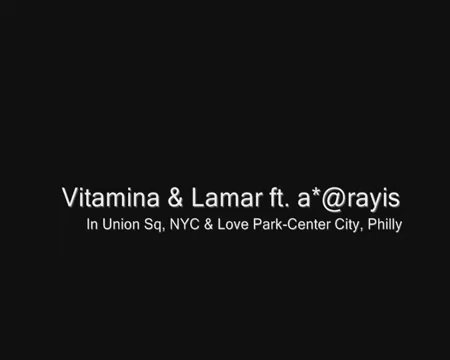 Vitamina & Lamar ft. a*@rayis
In Union Sq, NYC & Love Park-Center City, Philly